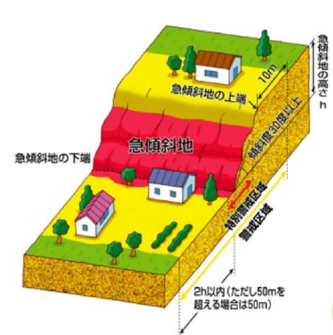 急傾斜地の高さh
10m
急傾斜地の上端
傾斜度30度以上
急傾斜地
急傾斜地の下端
特別警戒区域
警戒区域
2h以内(ただし50mを
超える場合は50m)